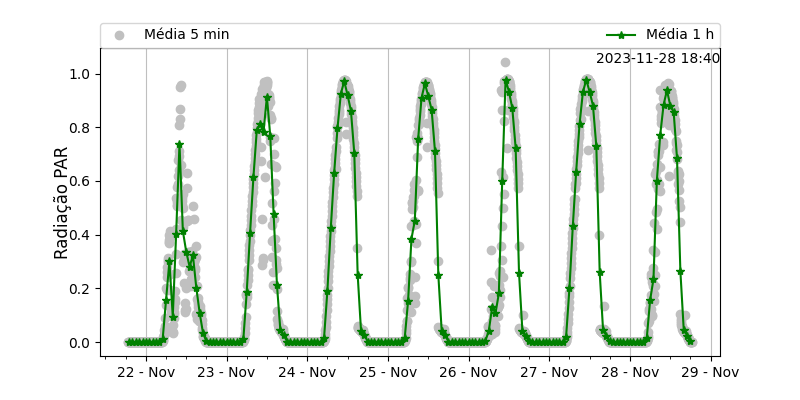 Média 5 min
Média 1 h
2023-11-28 18:40
Radiação PAR
1.0
0.8
0.6
0.4
0.2
0.0
22 - Nov
23 - Nov
24 - Nov
25 - Nov
26 - Nov
27 - Nov
28 - Nov
29 - Nov